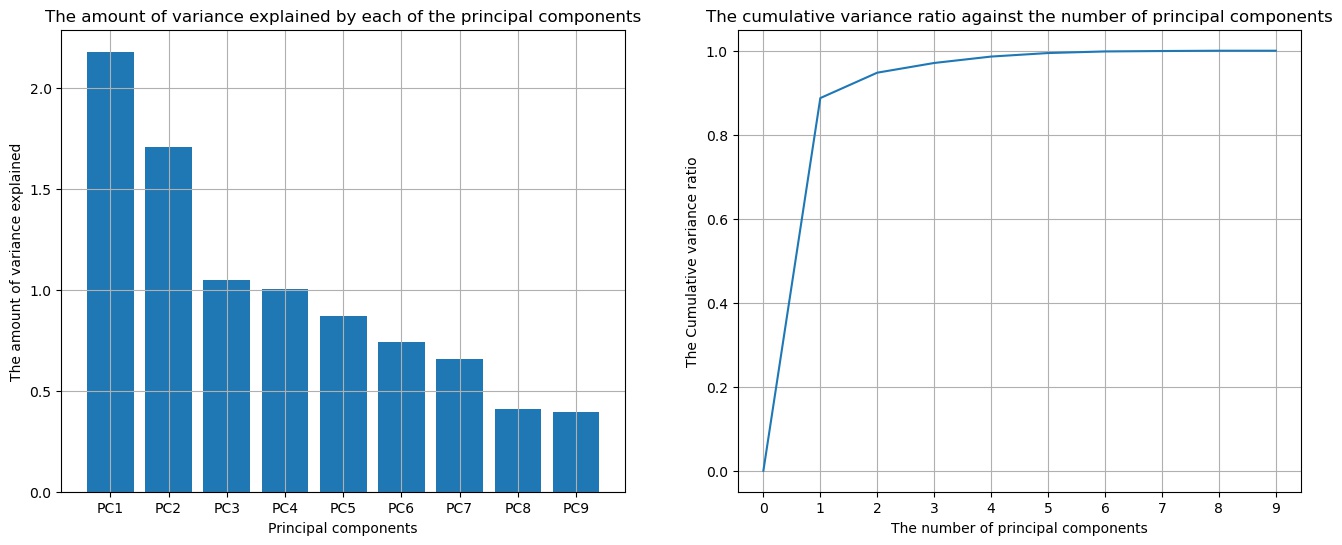 The amount of variance explained by each of the principal components
The amount of variance explained
2.0
1.5
1.0
0.5
0.0
PC1 PC2 PC3 PC4 PC5 PC6 PC7 PC8 PC9
Principal components
The cumulative variance ratio against the number of principal components
The Cumulative variance ratio
1.0
0.8
0.6
0.4
0.2
0.0
0 1 2 3 4 5 6 7 8 9
The number of principal components